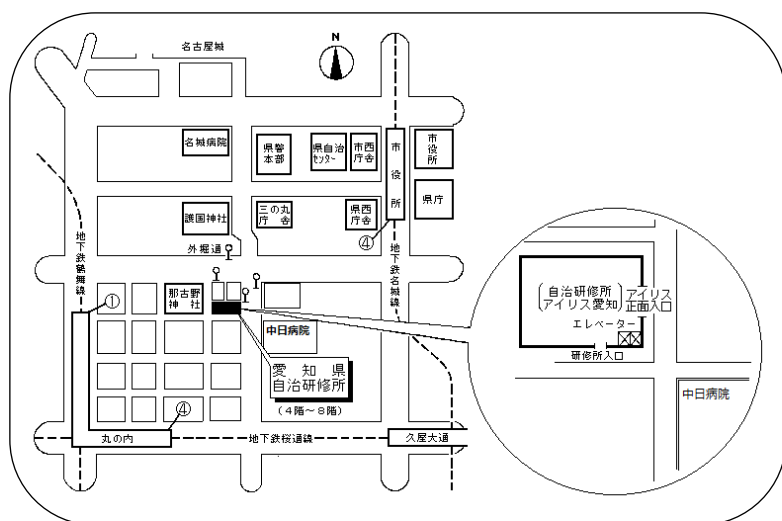 名古屋城
N
名城病院
県警
本部
県自治
センター
市西
庁舎
市役所
市役所
県庁
護国神社
三の丸
庁舎
県西
庁舎
④
外堀通
地下鉄鶴舞線
地下鉄名城線
①
那古野
神社
中日病院
愛知県
自治研修所
(4階~8階)
④
丸の内
地下鉄桜通線
久屋大通
自治研修所
アイリス愛知
アイリス
正面入口
エレベーター
研修所入口
中日病院